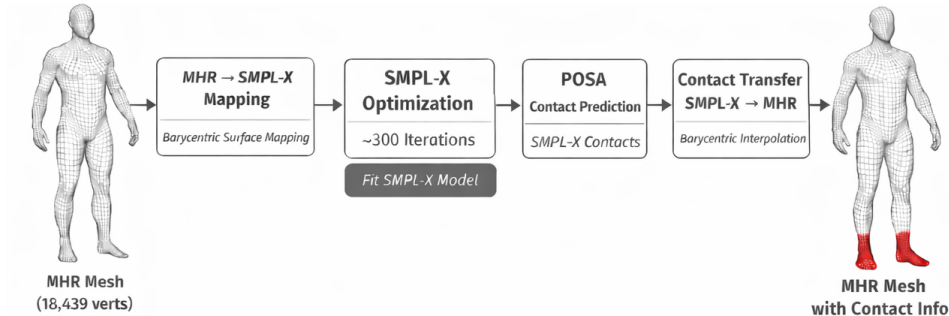 MHR → SMPL-X
Mapping
Barycentric Surface Mapping
SMPL-X
Optimization
~300 Iterations
Fit SMPL-X Model
POSA
Contact Prediction
SMPL-X Contacts
Contact Transfer
SMPL-X → MHR
Barycentric Interpolation
MHR Mesh
(18,439 verts)
MHR Mesh
with Contact Info